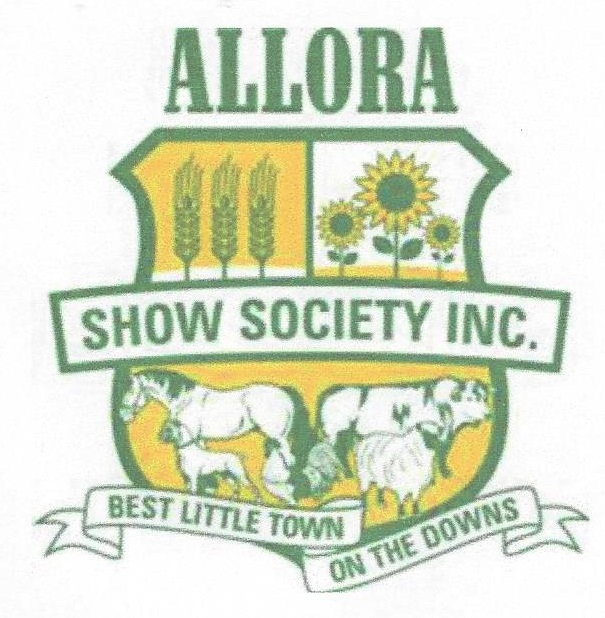 ALLORA
SHOW SOCIETY INC.
BEST LITTLE TOWN
ON THE DOWNS